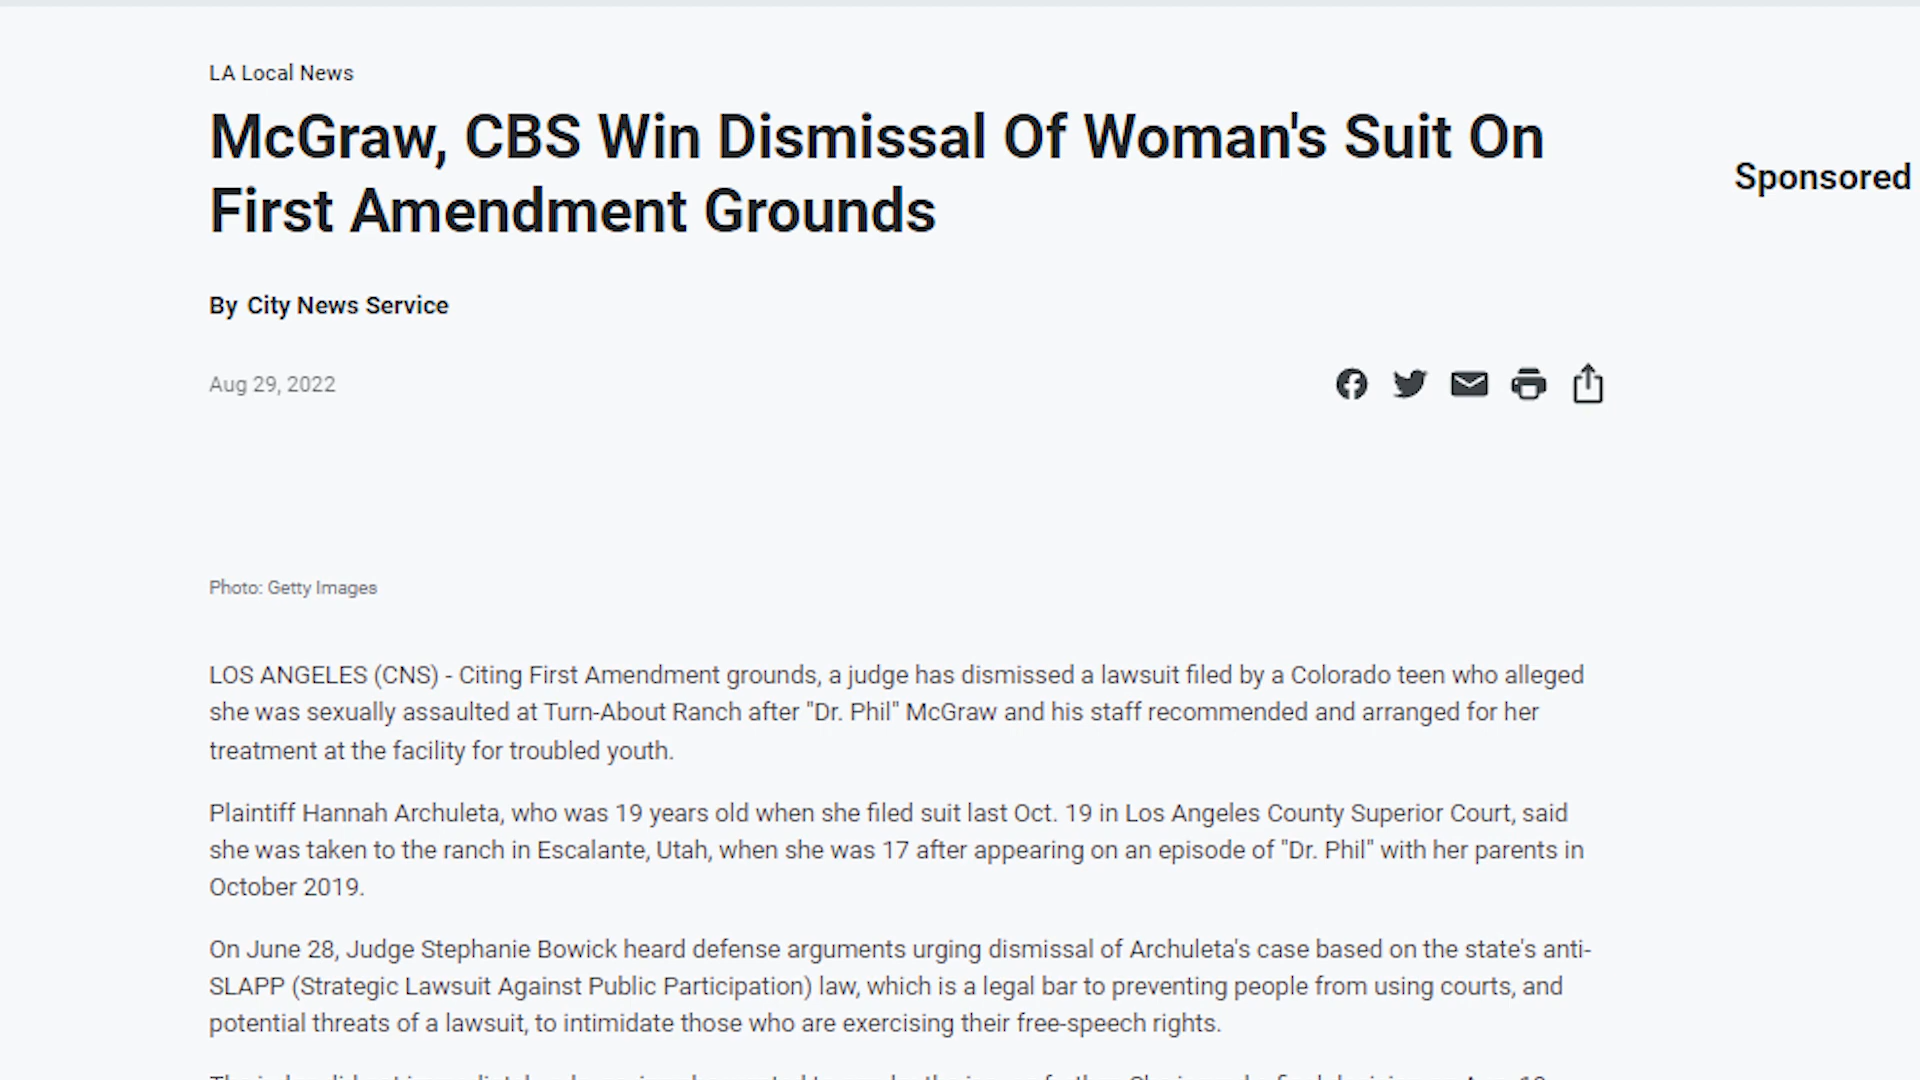 LA Local News
McGraw, CBS Win Dismissal Of Woman's Suit On
First Amendment Grounds
Sponsored
By City News Service
Aug 29, 2022
Photo: Getty Images
LOS ANGELES (CNS) - Citing First Amendment grounds, a judge has dismissed a lawsuit filed by a Colorado teen who alleged
she was sexually assaulted at Turn-About Ranch after "Dr. Phil" McGraw and his staff recommended and arranged for her
treatment at the facility for troubled youth.
Plaintiff Hannah Archuleta, who was 19 years old when she filed suit last Oct. 19 in Los Angeles County Superior Court, said
she was taken to the ranch in Escalante, Utah, when she was 17 after appearing on an episode of "Dr. Phil" with her parents in
October 2019.
On June 28, Judge Stephanie Bowick heard defense arguments urging dismissal of Archuleta's case based on the state's anti-
SLAPP (Strategic Lawsuit Against Public Participation) law, which is a legal bar to preventing people from using courts, and
potential threats of a lawsuit, to intimidate those who are exercising their free-speech rights.